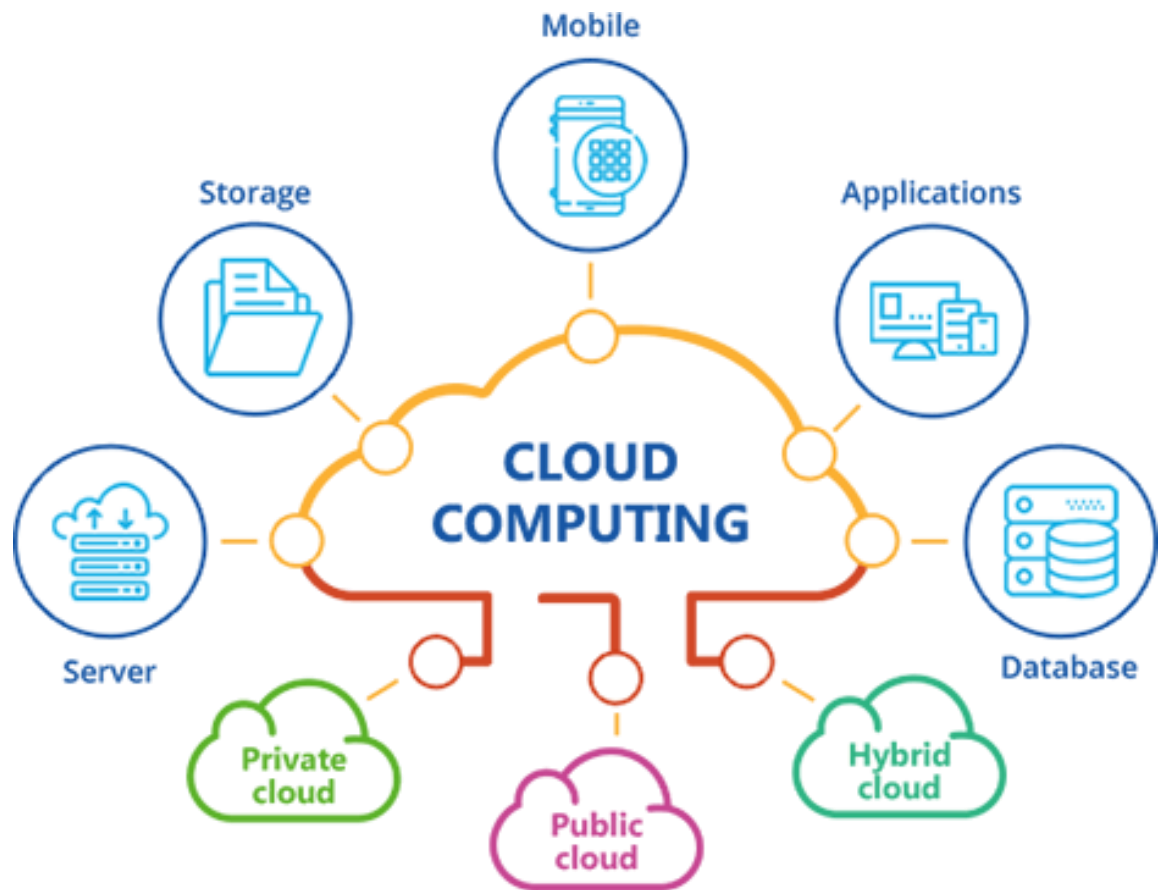 Mobile
Storage
Applications
CLOUD
COMPUTING
Server
Database
Private
cloud
Public
cloud
Hybrid
cloud